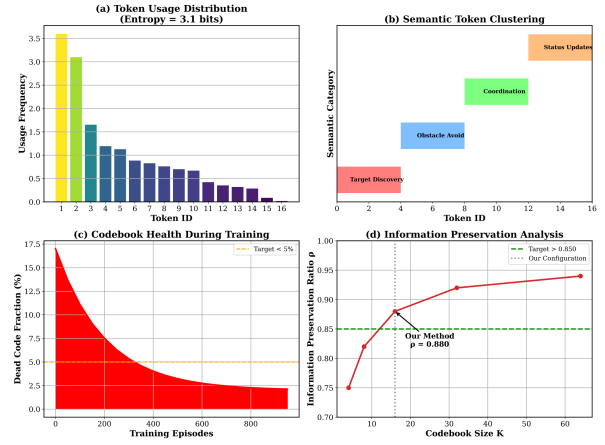 (a) Token Usage Distribution
(Entropy = 3.1 bits)
Usage Frequency
3.5
3.0
2.5
2.0
1.5
1.0
0.5
0.0
1 2 3 4 5 6 7 8 9 10 11 12 13 14 15 16
Token ID
(b) Semantic Token Clustering
Semantic Category
Status Updates
Coordination
Obstacle Avoid
Target Discovery
0 4 8 12 16
Token ID
(c) Codebook Health During Training
Dead Code Fraction (%)
17.5
15.0
12.5
10.0
7.5
5.0
2.5
0.0
Target < 5%
0 200 400 600 800
Training Episodes
(d) Information Preservation Analysis
Information Preservation Ratio ρ
1.00
0.95
0.90
0.85
0.80
0.75
0.70
Target > 0.850
Our Configuration
Our Method
ρ = 0.880
10 20 30 40 50 60
Codebook Size K